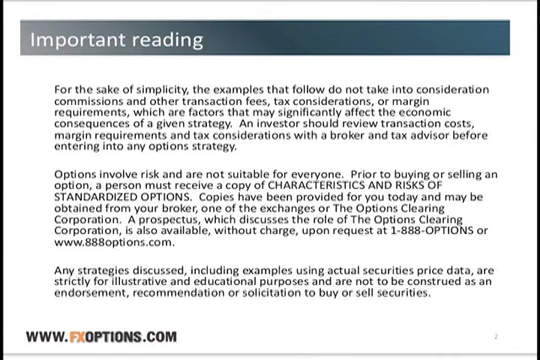 Important reading
For the sake of simplicity, the examples that follow do not take into consideration
commissions and other transaction fees, tax considerations, or margin
requirements, which are factors that may significantly affect the economic
consequences of a given strategy. An investor should review transaction costs,
margin requirements and tax considerations with a broker and tax advisor before
entering into any options strategy.
Options involve risk and are not suitable for everyone. Prior to buying or selling an
option, a person must receive a copy of CHARACTERISTICS AND RISKS OF
STANDARDIZED OPTIONS. Copies have been provided for you today and may be
obtained from your broker, one of the exchanges or The Options Clearing
Corporation. A prospectus, which discusses the role of The Options Clearing
Corporation, is also available, without charge, upon request at 1-888-OPTIONS or
www.888options.com.
Any strategies discussed, including examples using actual securities price data, are
strictly for illustrative and educational purposes and are not to be construed as an
endorsement, recommendation or solicitation to buy or sell securities.
WWW.FXOPTIONS.COM
2